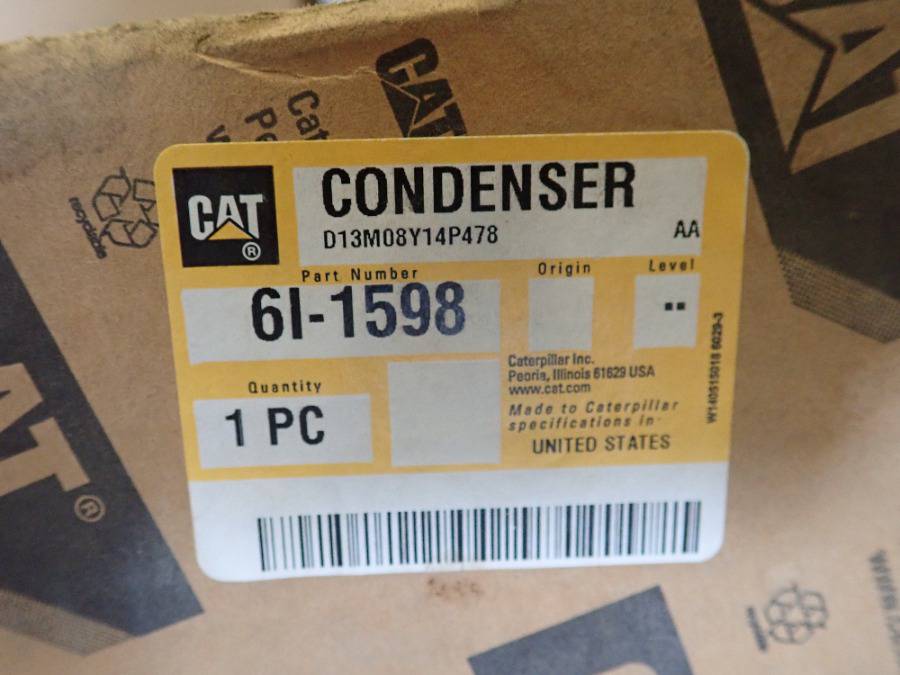 CAT
Cat
recyclable
CAT ®
CONDENSER
D13M08Y14P478
AA
Part Number
Origin
Level
6I-1598
--
Caterpillar Inc.
Peoria, Illinois 61629 USA
www.cat.com
Quantity
1 PC
Made to Caterpillar
specifications in
UNITED STATES
W140515018 6029-3
®